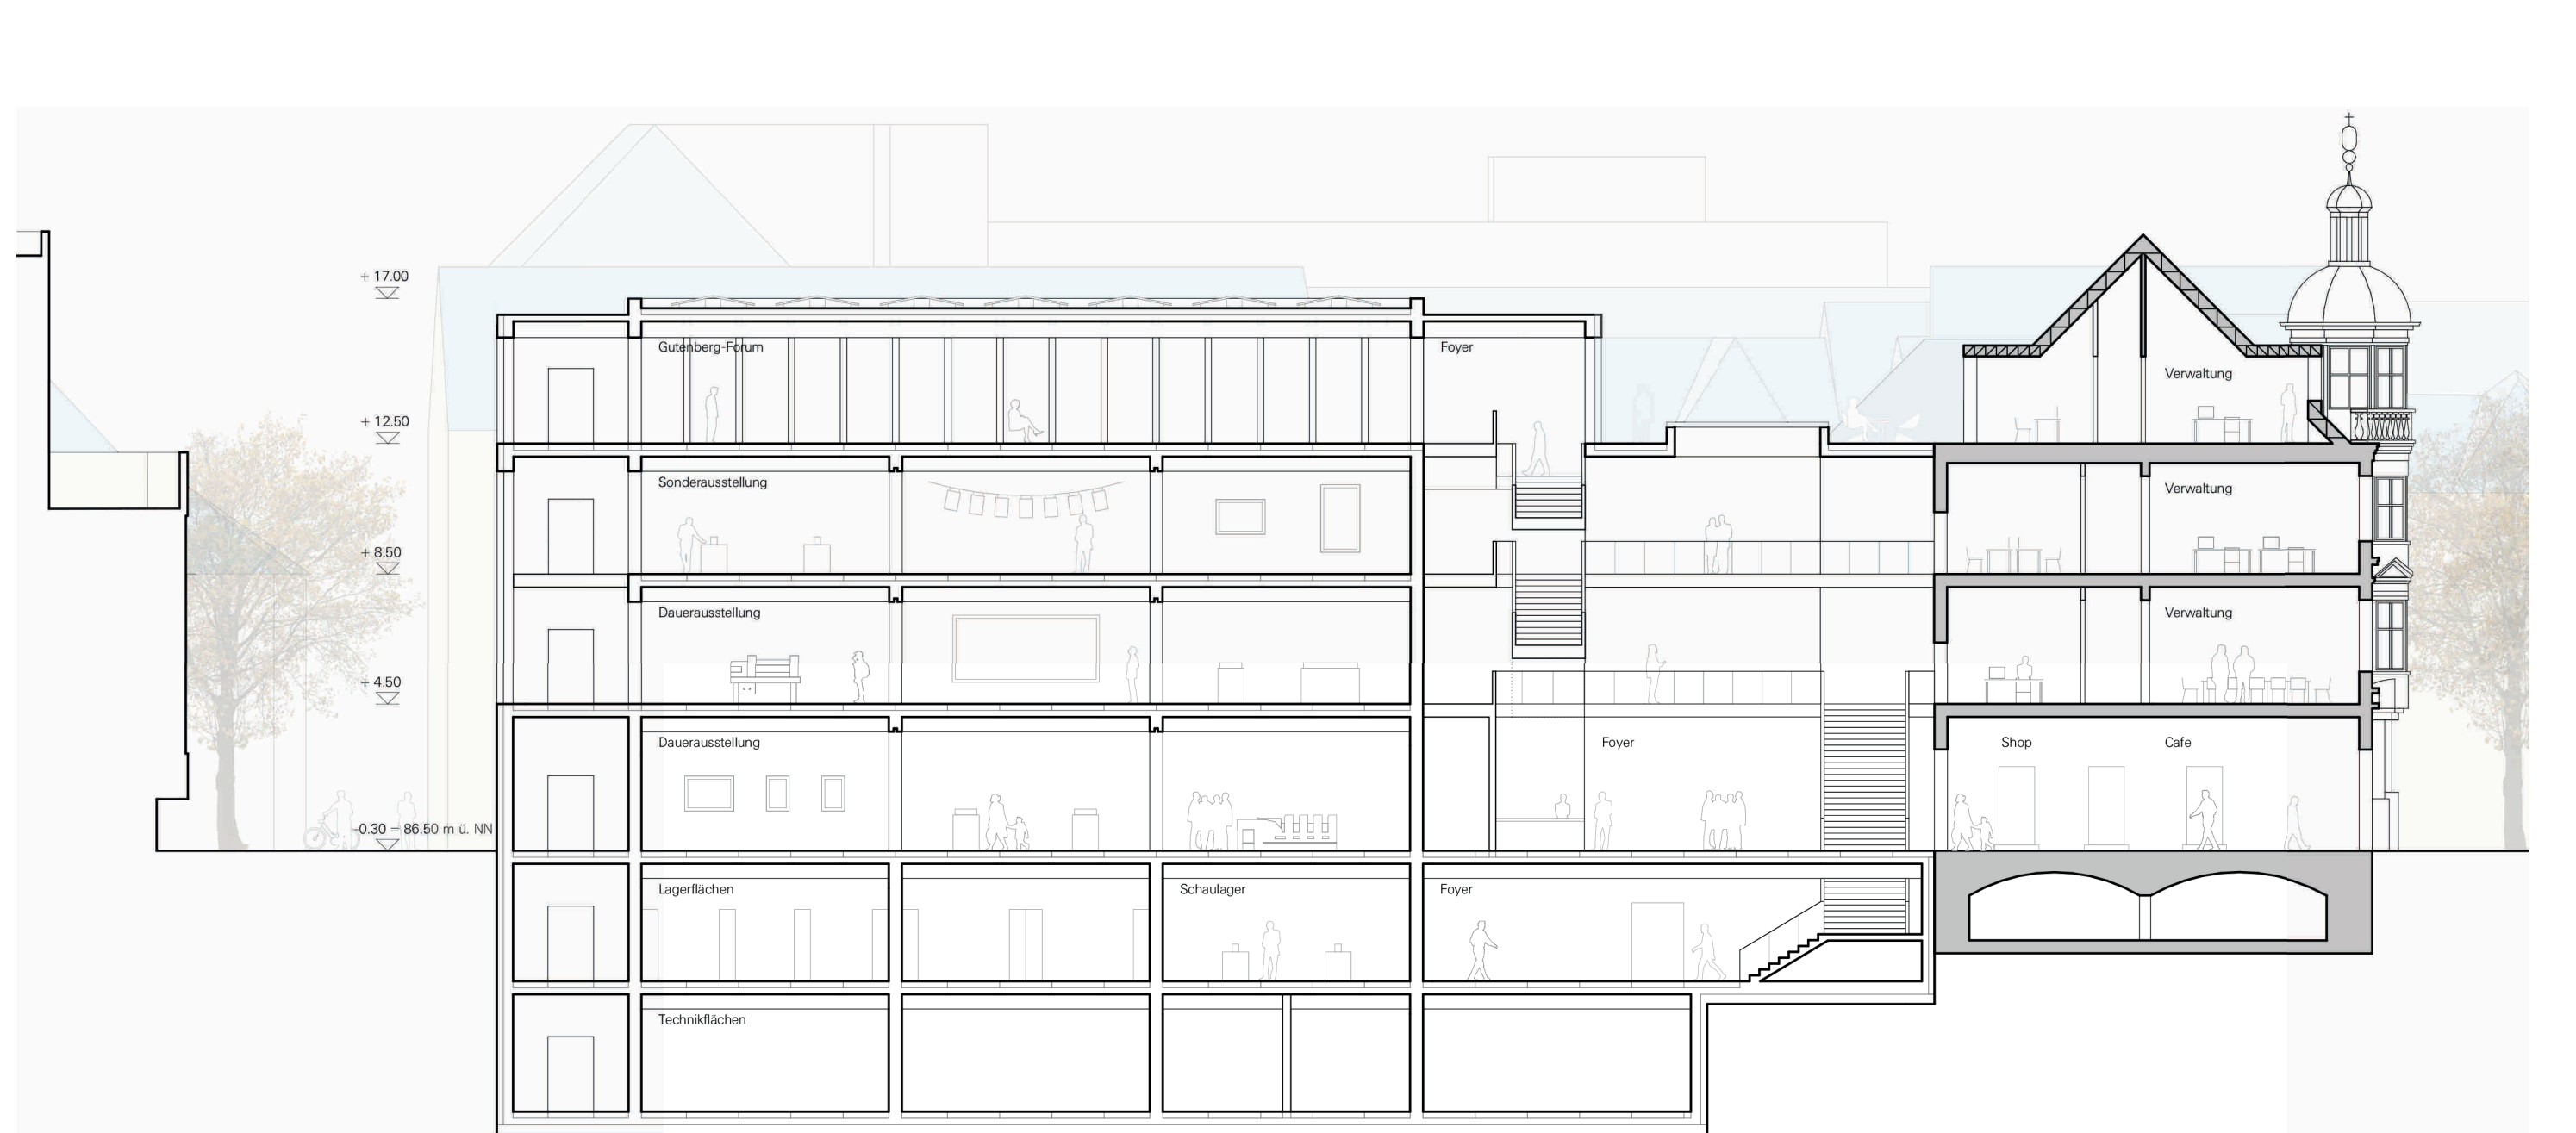 + 17.00
Gutenberg-Forum
Foyer
Verwaltung
+ 12.50
Sonderausstellung
Verwaltung
+ 8.50
Dauerausstellung
Verwaltung
+ 4.50
Dauerausstellung
Foyer
Shop
Cafe
-0.30 = 86.50 m ü. NN
Lagerflächen
Schaulager
Foyer
Technikflächen